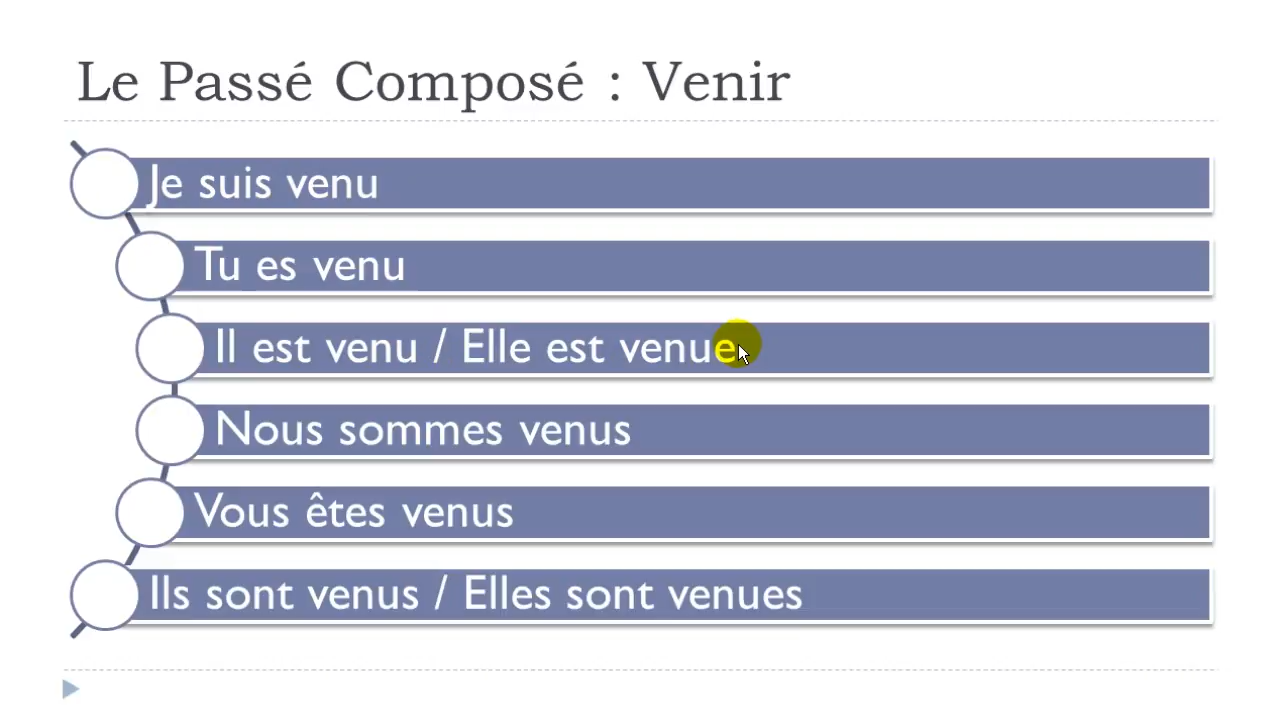 Le Passé Composé : Venir
Je suis venu
Tu es venu
Il est venu / Elle est venue
Nous sommes venus
Vous êtes venus
Ils sont venus / Elles sont venues